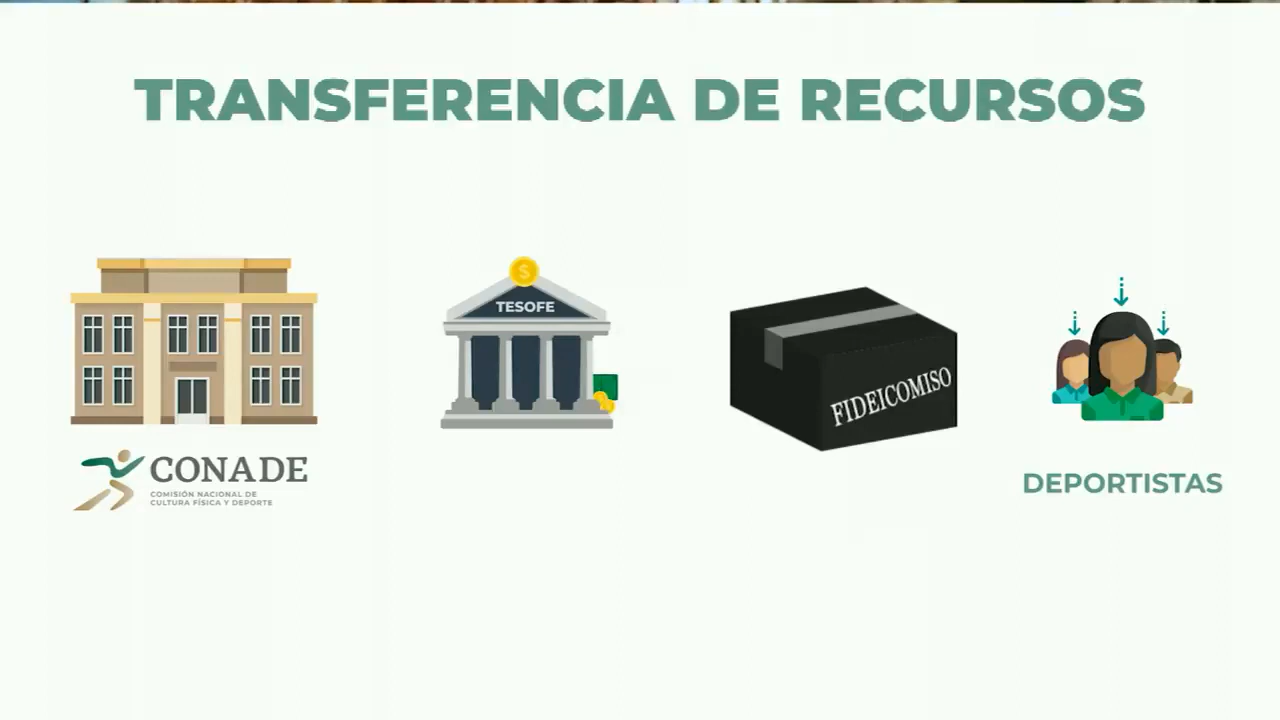 TRANSFERENCIA DE RECURSOS
TESOFE
FIDEICOMISO
CONADE
COMISIÓN NACIONAL DE
CULTURA FÍSICA Y DEPORTE
DEPORTISTAS